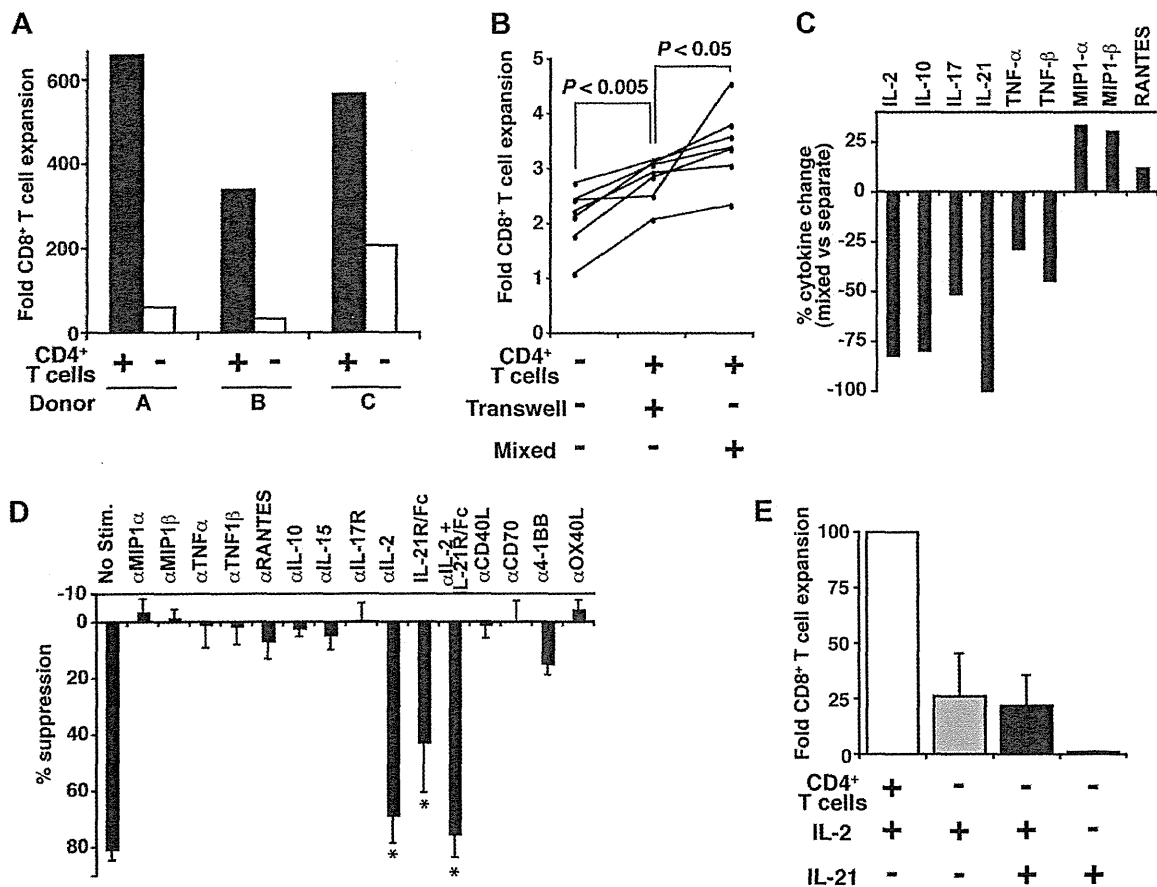 A
Fold CD8+ T cell expansion
600
400
200
0
CD4+
T cells
+ - + - + -
Donor A B C
B
Fold CD8+ T cell expansion
5
4
3
2
1
0
P < 0.005
P < 0.05
CD4+
T cells
- + +
Transwell - + -
Mixed - - +
C
IL-2
IL-10
IL-17
IL-21
TNF-α
TNF-β
MIP1-α
MIP1-β
RANTES
% cytokine change
(mixed vs separate)
25
0
-25
-50
-75
-100
D
No Stim.
αMIP1α
αMIP1β
αTNFα
αTNF1β
αRANTES
αIL-10
αIL-15
αIL-17R
αIL-2
IL-21R/Fc
αIL-2 +
IL-21R/Fc
αCD40L
αCD70
α4-1BB
αOX40L
% suppression
-10
0
20
40
60
80
* * *
E
Fold CD8+ T cell expansion
100
75
50
25
0
CD4+
T cells
+ - - -
IL-2 + + + -
IL-21 - - + +